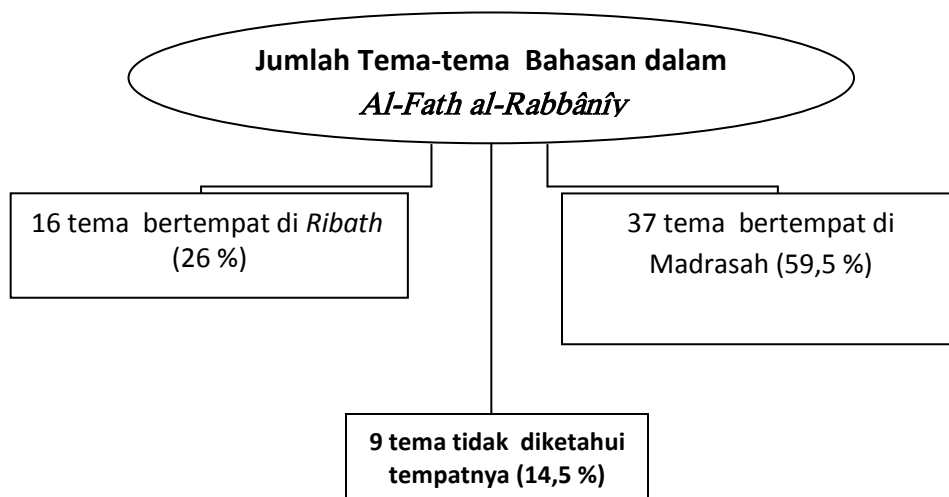 Jumlah Tema-tema Bahasan dalam
Al-Fath al-Rabbânîy
16 tema bertempat di Ribath
(26 %)
37 tema bertempat di
Madrasah (59,5 %)
9 tema tidak diketahui
tempatnya (14,5 %)